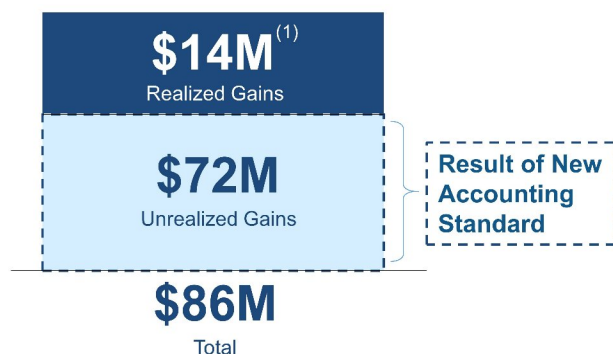 $14M(1)
Realized Gains
$72M
Unrealized Gains
Result of New
Accounting
Standard
$86M
Total